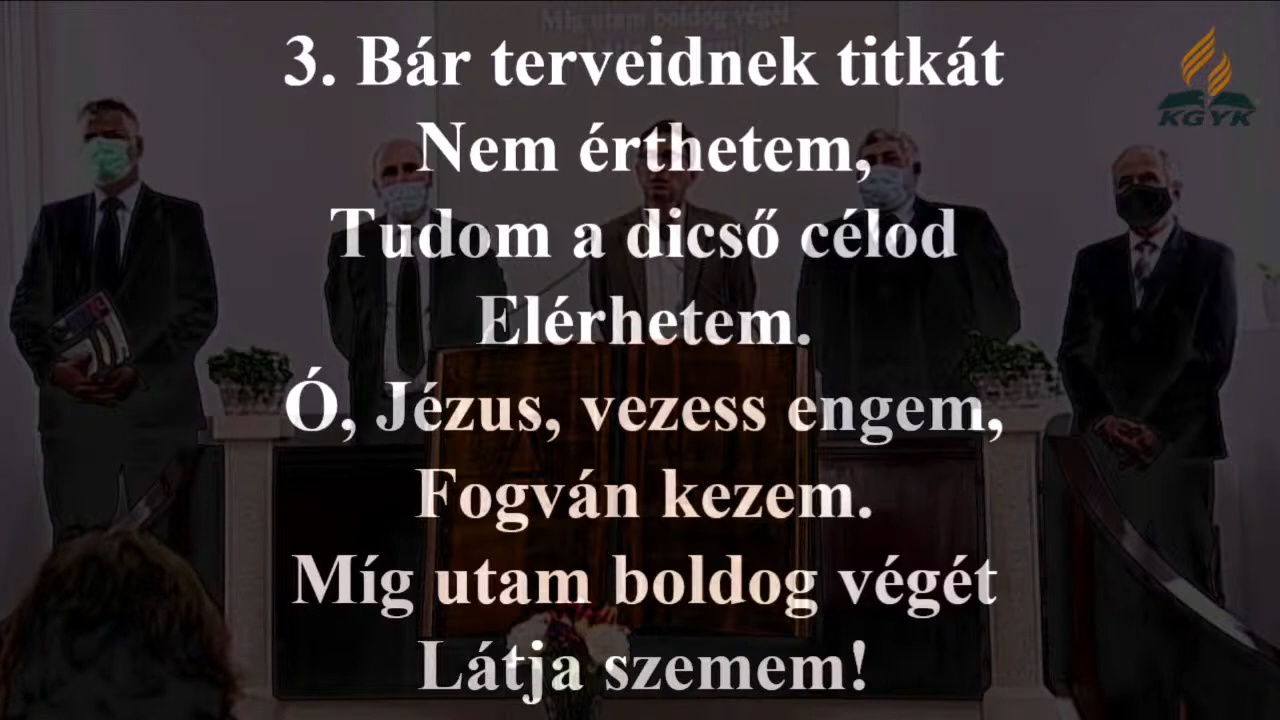 Míg utam boldog végét
3. Bár terveidnek titkát
Nem érthetem,
Tudom a dicső célod
Elérhetem.
Ó, Jézus, vezess engem,
Fogván kezem.
Míg utam boldog végét
Látja szemem!
KGYK